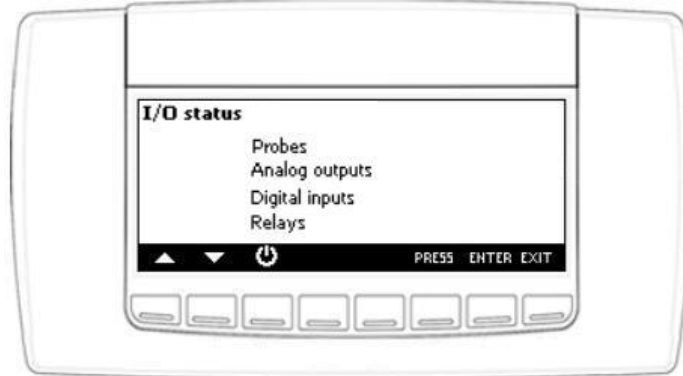 I/O status
Probes
Analog outputs
Digital inputs
Relays
PRESS ENTER EXIT